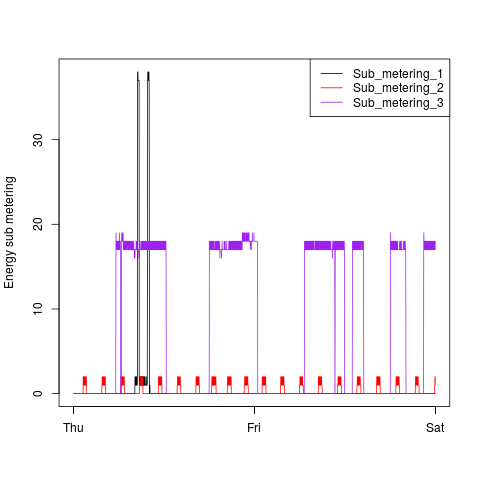 Sub_metering_1
Sub_metering_2
Sub_metering_3
Energy sub metering
30
20
10
0
Thu Fri Sat